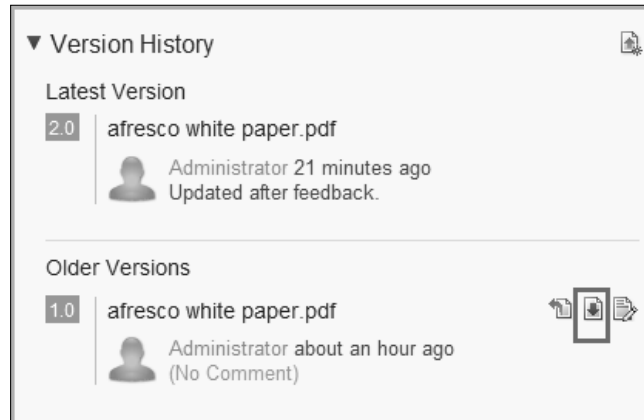 Version History
Latest Version
2.0 afresco white paper.pdf
Administrator 21 minutes ago
Updated after feedback.
Older Versions
1.0 afresco white paper.pdf
Administrator about an hour ago
(No Comment)